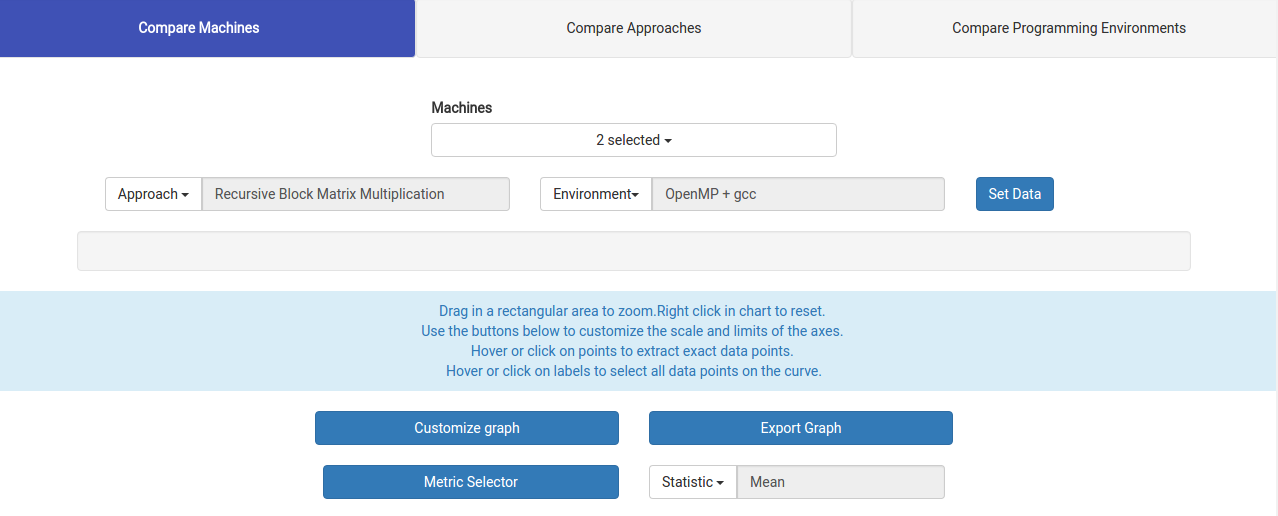 Compare Machines Compare Approaches Compare Programming Environments
Machines
2 selected
Approach Recursive Block Matrix Multiplication Environment OpenMP + gcc Set Data
Drag in a rectangular area to zoom.Right click in chart to reset.
Use the buttons below to customize the scale and limits of the axes.
Hover or click on points to extract exact data points.
Hover or click on labels to select all data points on the curve.
Customize graph Export Graph
Metric Selector Statistic Mean